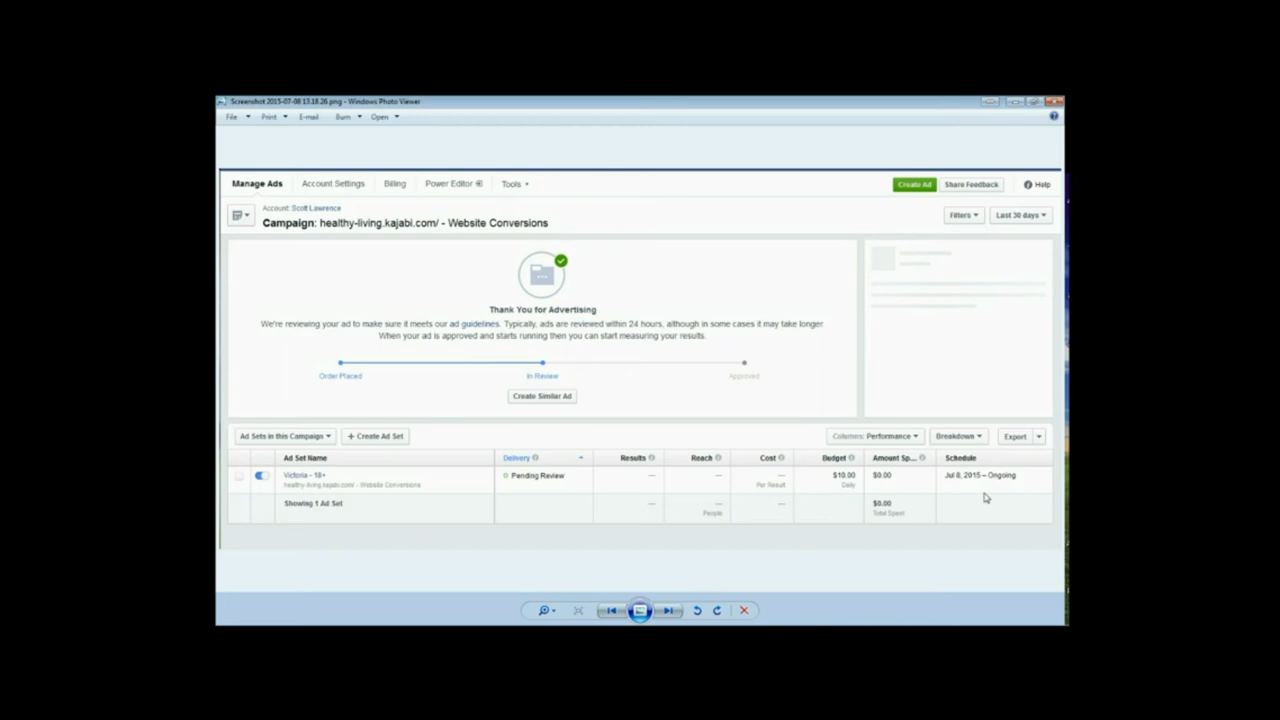 Screenshot 2015-07-08 13.18.26.png - Windows Photo Viewer
File Print E-mail Burn Open
Manage Ads Account Settings Billing Power Editor Tools Create Ad Share Feedback Help
Account: Scott Lawrence
Campaign: healthy-living.kajabi.com/ - Website Conversions Filters Last 30 days
Thank You for Advertising
We're reviewing your ad to make sure it meets our ad guidelines. Typically, ads are reviewed within 24 hours, although in some cases it may take longer
When your ad is approved and starts running then you can start measuring your results.
Order Placed In Review Approved
Create Similar Ad
Ad Sets in this Campaign + Create Ad Set Columns: Performance Breakdown Export
Ad Set Name Delivery Results Reach Cost Budget Amount Sp... Schedule
Victoria - 18+ Pending Review — — — $10.00 $0.00 Jul 8, 2015 – Ongoing
healthy-living.kajabi.com/ - Website Conversions Per Result Daily
Showing 1 Ad Set — — — $0.00
People Total Spent